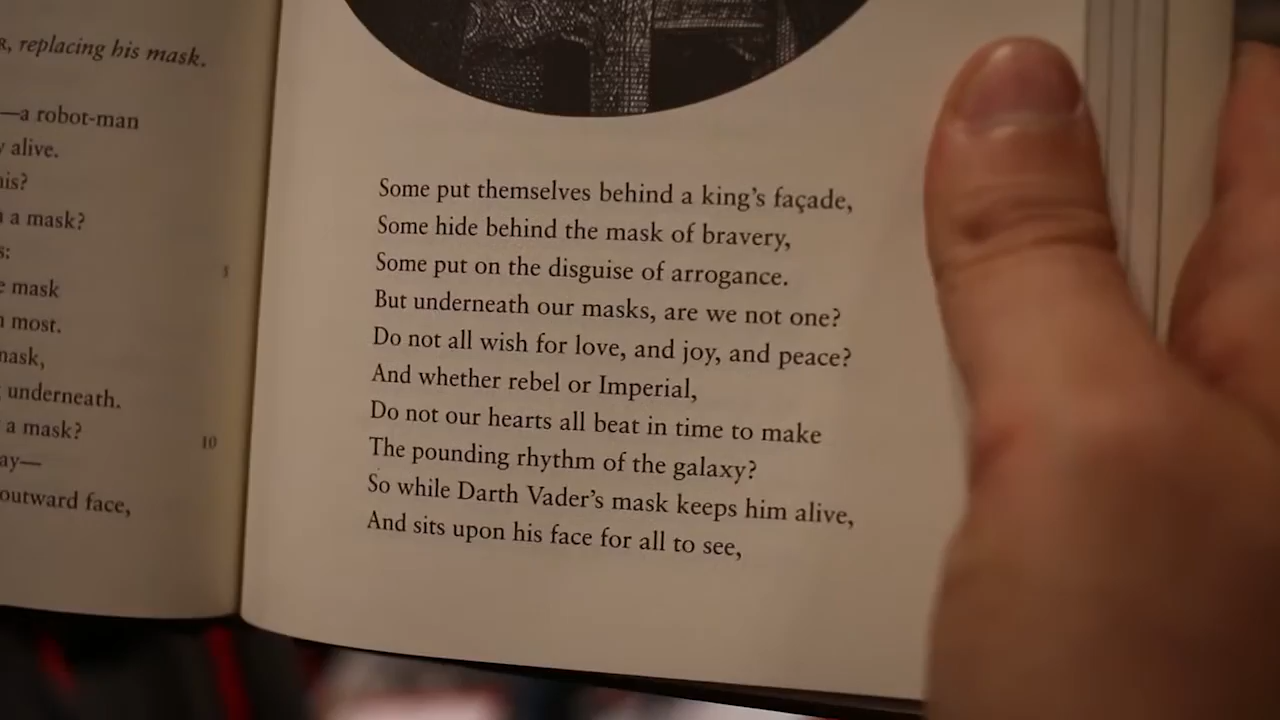 replacing his mask.
—a robot-man
alive.
a mask?
mask
most.
underneath.
a mask?
10
outward face,
Some put themselves behind a king's façade,
Some hide behind the mask of bravery,
Some put on the disguise of arrogance.
But underneath our masks, are we not one?
Do not all wish for love, and joy, and peace?
And whether rebel or Imperial,
Do not our hearts all beat in time to make
The pounding rhythm of the galaxy?
So while Darth Vader's mask keeps him alive,
And sits upon his face for all to see,